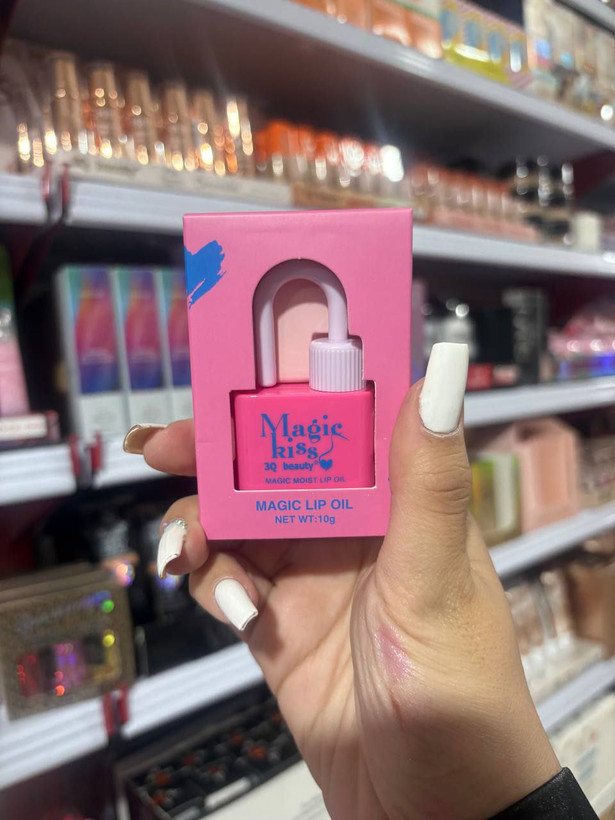 Magic
kiss
3Q beauty
MAGIC MOIST LIP OIL
MAGIC LIP OIL
NET WT:10g